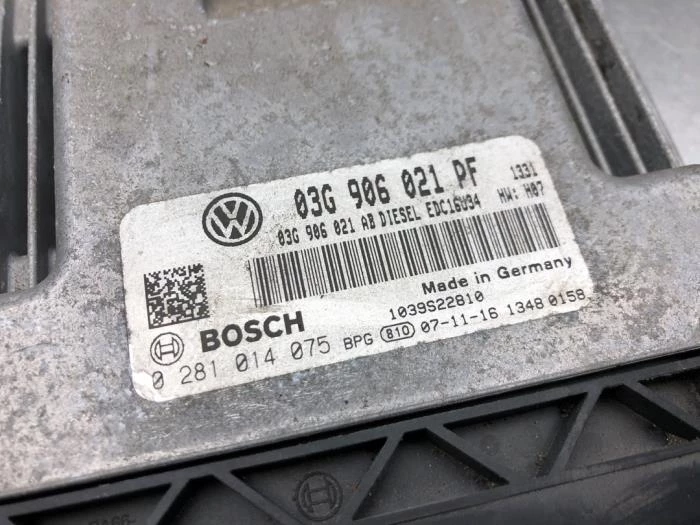 03G 906 021 PF 1331
03G 906 021 AB DIESEL EDC16U34 HW: H07
Made in Germany
1039S22810
BOSCH
0 281 014 075 BPG 810 07-11-16 1348 0158